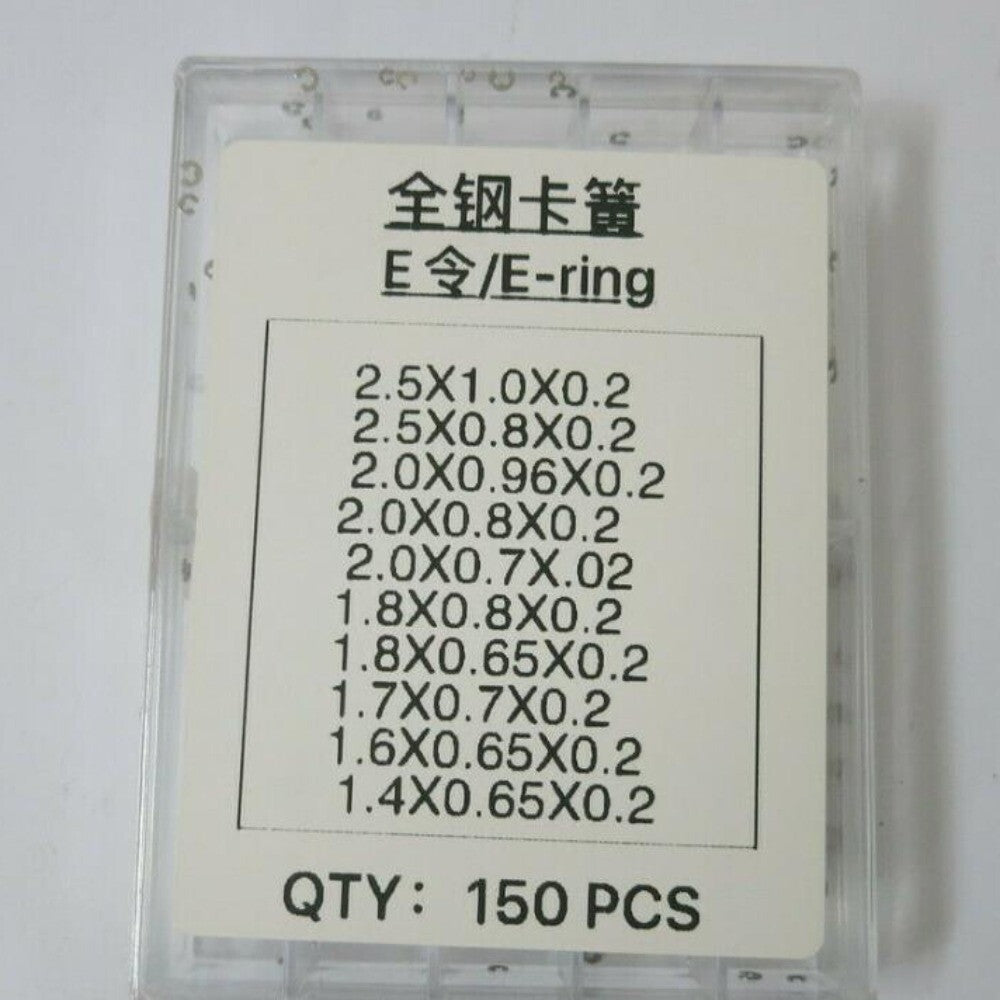 全钢卡簧
E令/E-ring
2.5X1.0X0.2
2.5X0.8X0.2
2.0X0.96X0.2
2.0X0.8X0.2
2.0X0.7X.02
1.8X0.8X0.2
1.8X0.65X0.2
1.7X0.7X0.2
1.6X0.65X0.2
1.4X0.65X0.2
QTY: 150 PCS